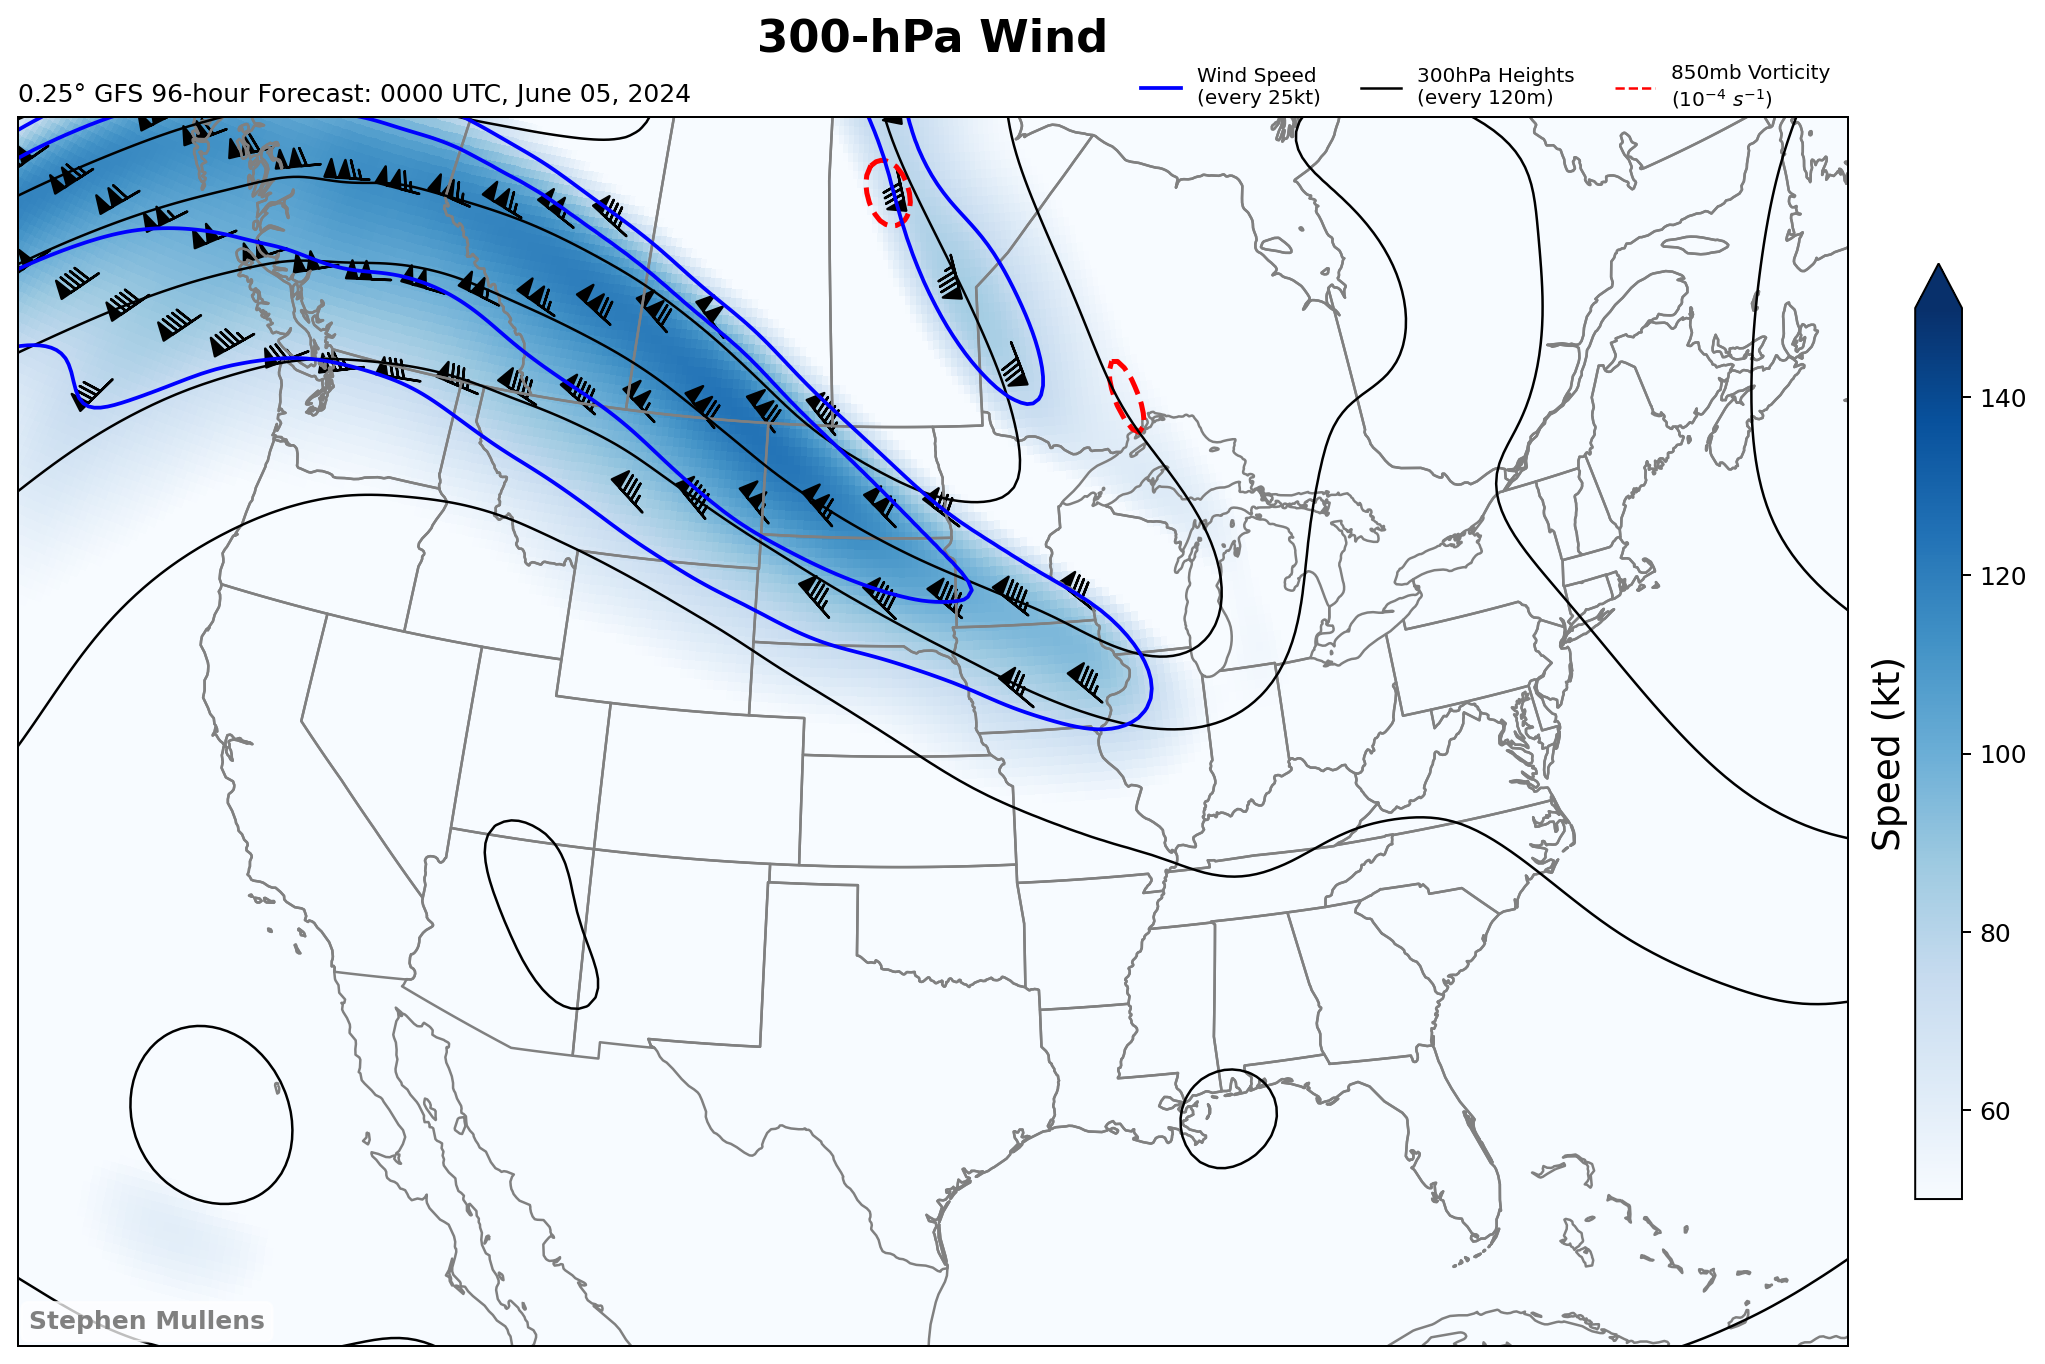 300-hPa Wind
0.25° GFS 96-hour Forecast: 0000 UTC, June 05, 2024
Wind Speed
(every 25kt)
300hPa Heights
(every 120m)
850mb Vorticity
(10⁻⁴ s⁻¹)
140
120
100
80
60
Speed (kt)
Stephen Mullens